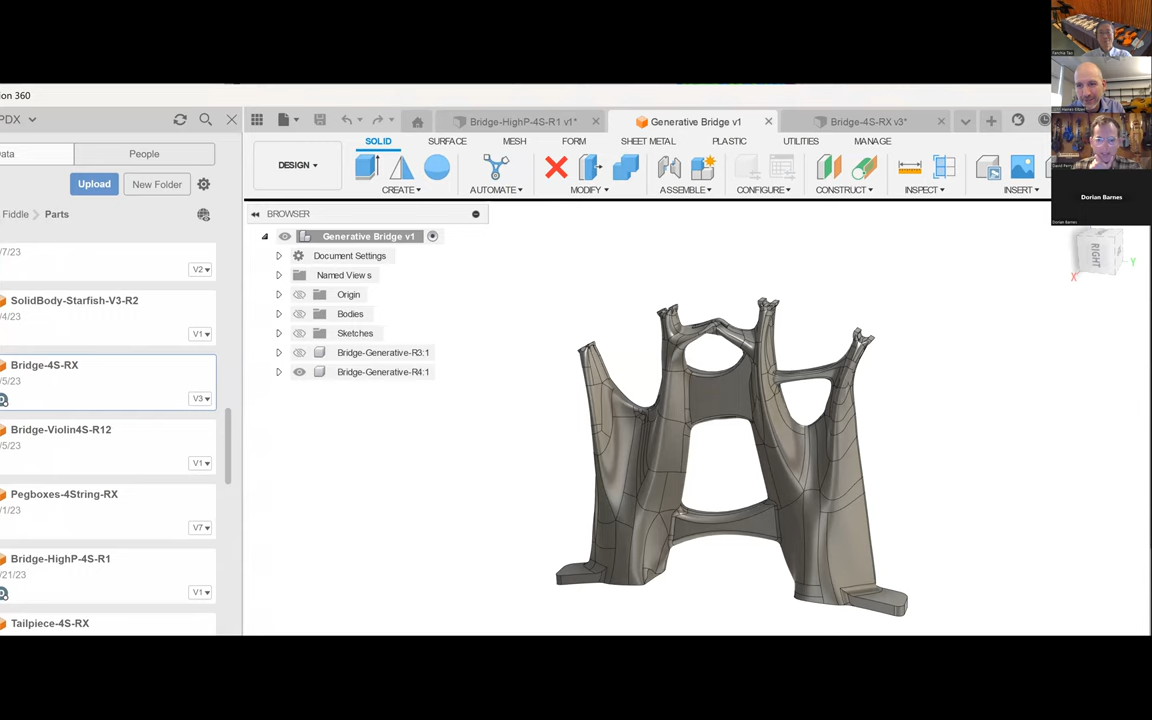 ion 360
PDX
Bridge-HighP-4S-R1 v1*
Generative Bridge v1
Bridge-4S-RX v3*
SOLID
SURFACE
MESH
FORM
SHEET METAL
PLASTIC
UTILITIES
MANAGE
DESIGN
CREATE
AUTOMATE
MODIFY
ASSEMBLE
CONFIGURE
CONSTRUCT
INSPECT
INSERT
ata
People
Upload
New Folder
Fiddle
Parts
/7/23
V2
SolidBody-Starfish-V3-R2
/4/23
V1
Bridge-4S-RX
/5/23
V3
Bridge-Violin4S-R12
/5/23
V1
Pegboxes-4String-RX
/1/23
V7
Bridge-HighP-4S-R1
/21/23
V1
Tailpiece-4S-RX
BROWSER
Generative Bridge v1
Document Settings
Named Views
Origin
Bodies
Sketches
Bridge-Generative-R3:1
Bridge-Generative-R4:1
Dorian Barnes
Dorian Barnes
RIGHT
X
Y